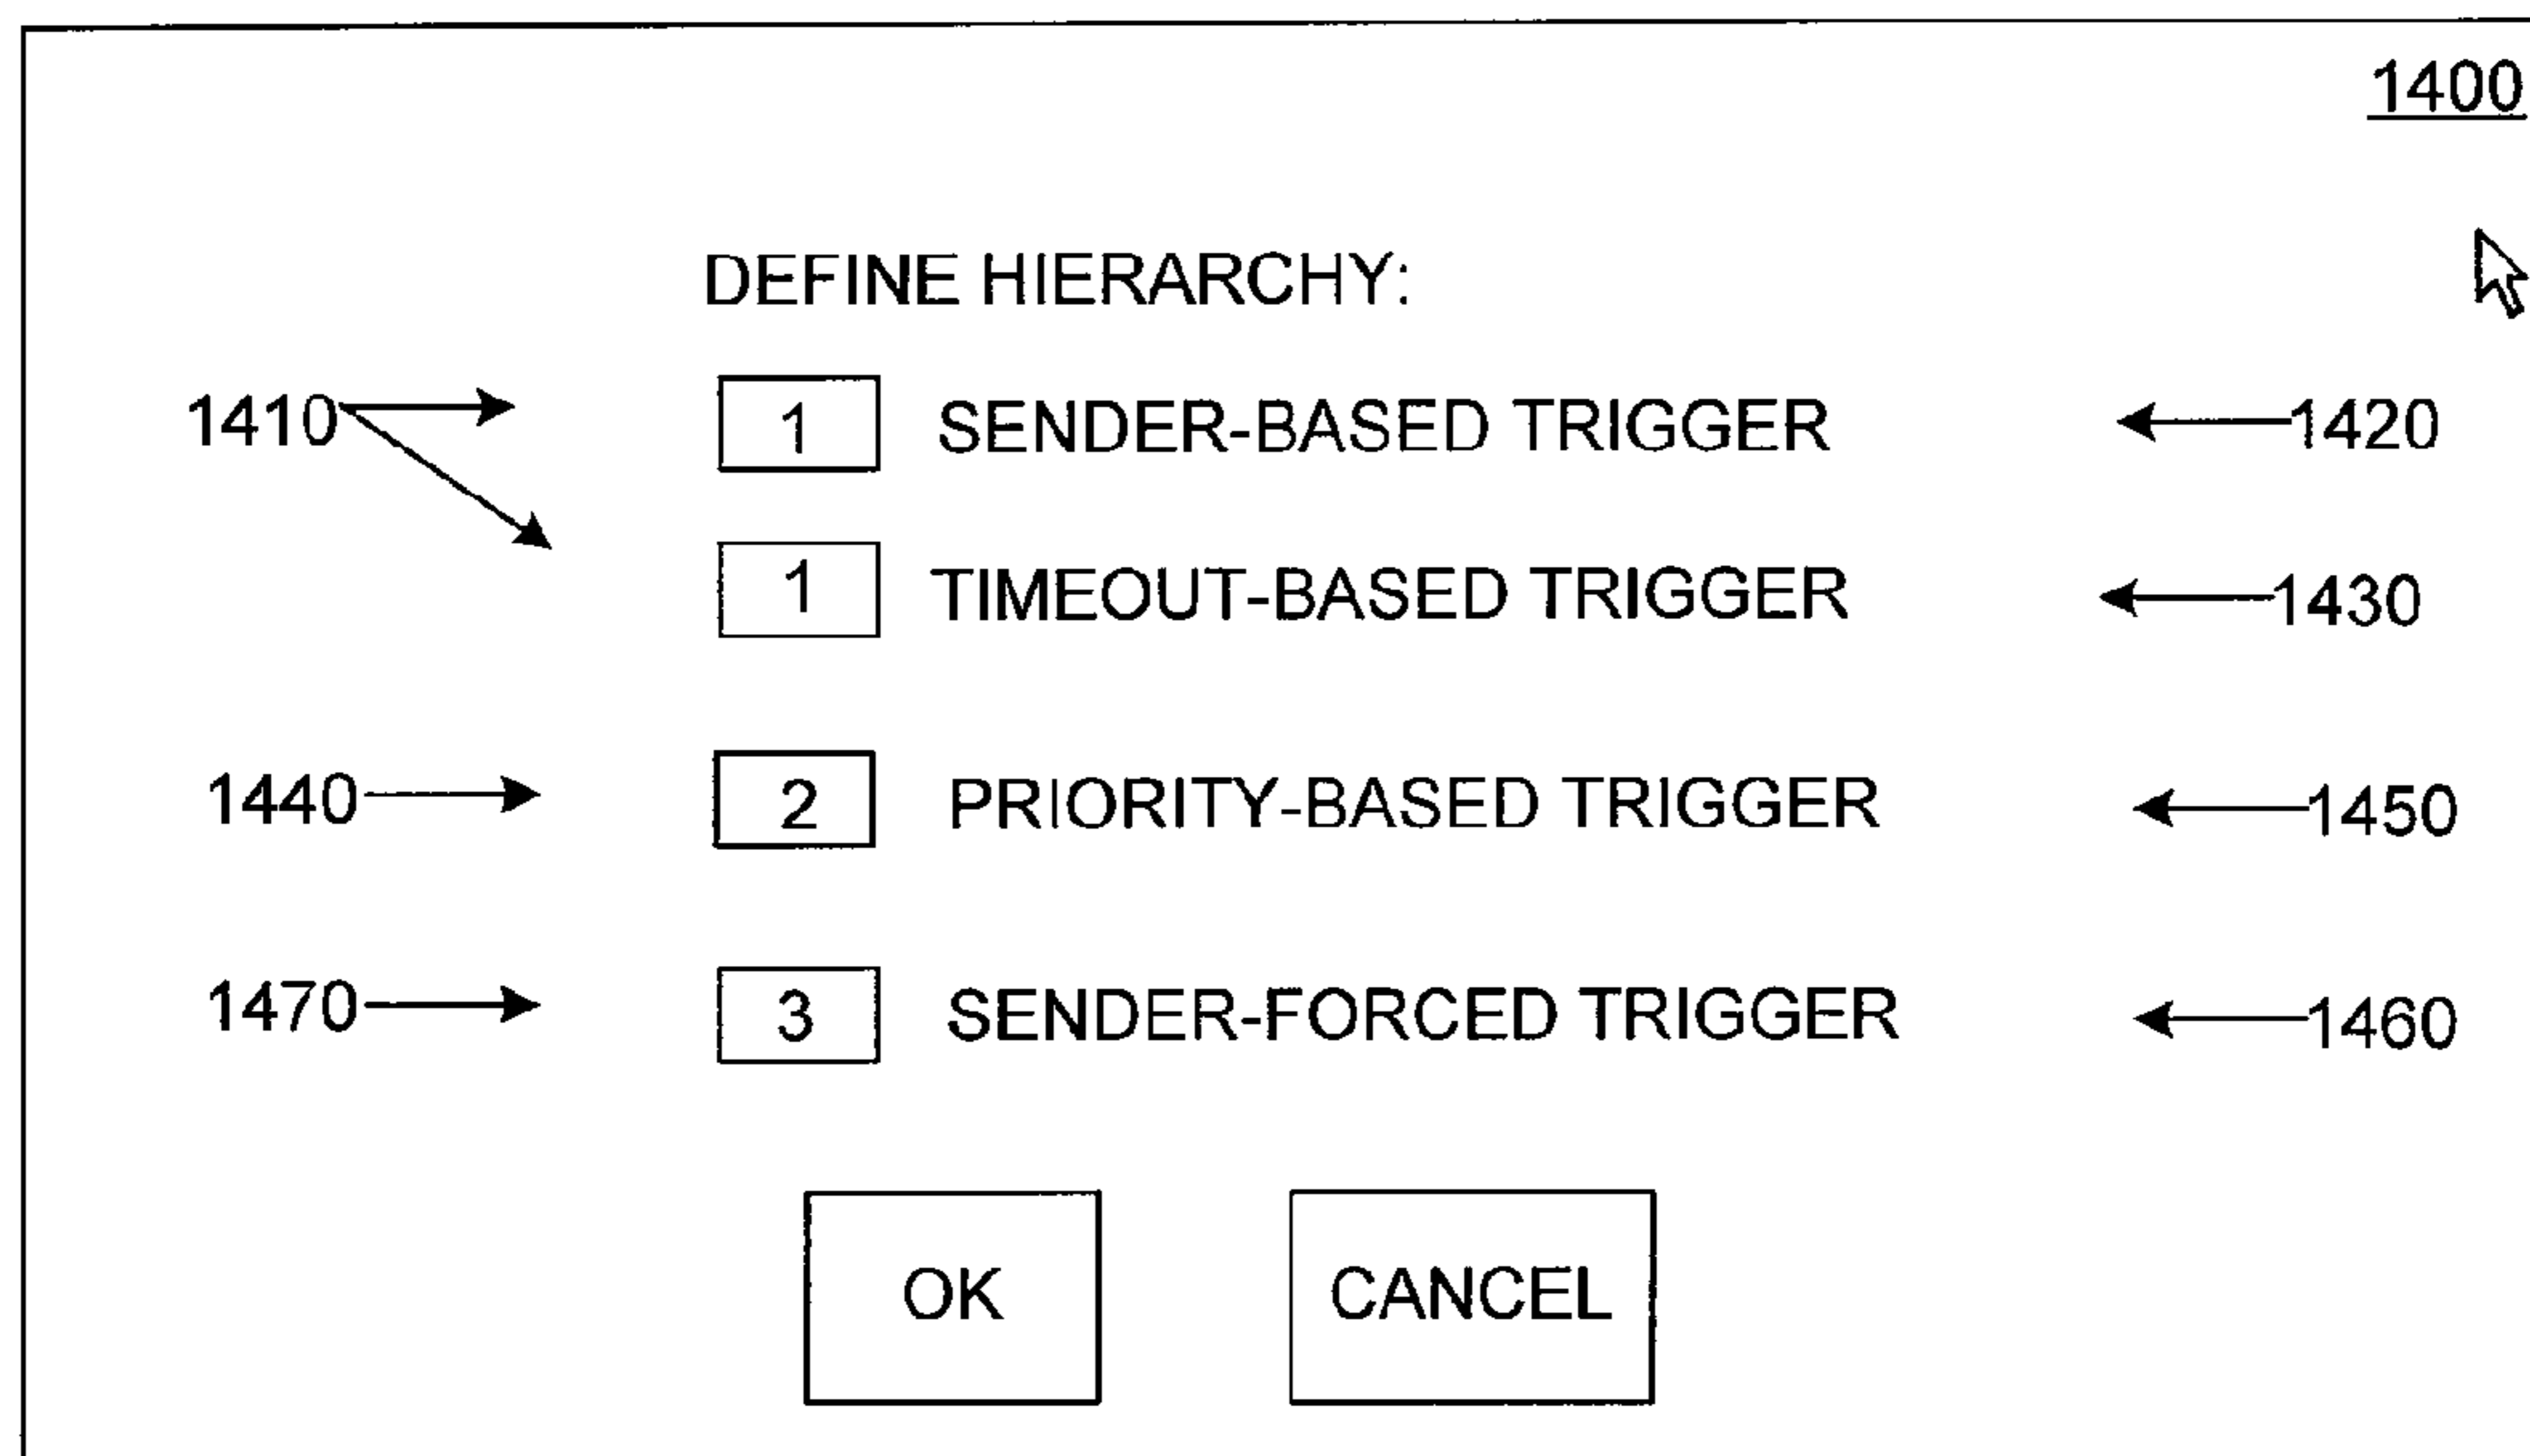 1400
DEFINE HIERARCHY:
1410 1 SENDER-BASED TRIGGER 1420
1 TIMEOUT-BASED TRIGGER 1430
1440 2 PRIORITY-BASED TRIGGER 1450
1470 3 SENDER-FORCED TRIGGER 1460
OK CANCEL